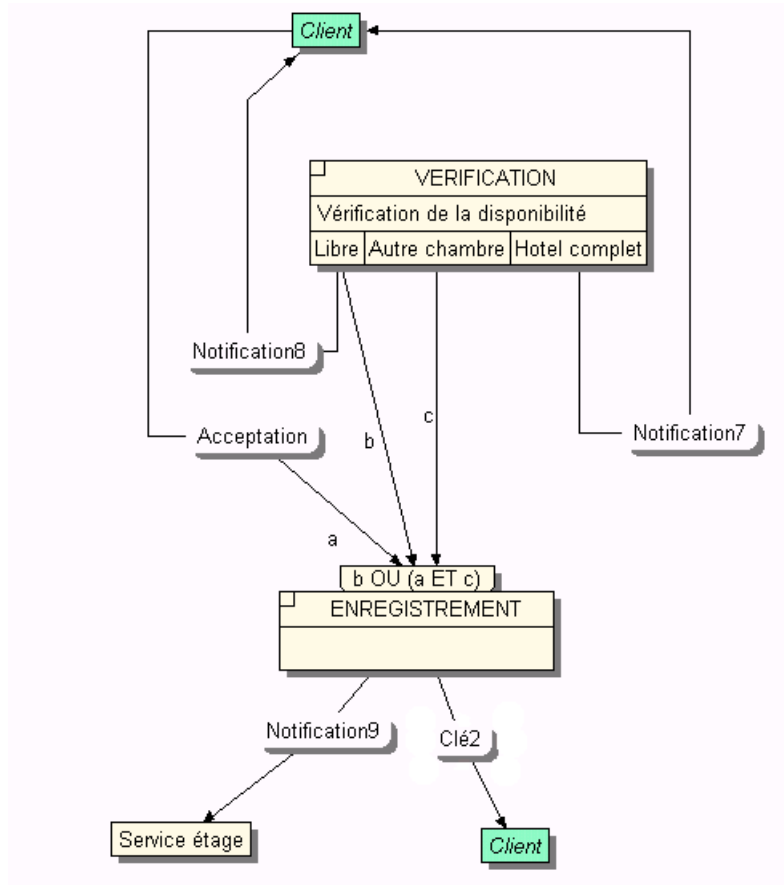 Client
VERIFICATION
Vérification de la disponibilité
Libre Autre chambre Hotel complet
Notification8
Acceptation
b
c
Notification7
a
b OU (a ET c)
ENREGISTREMENT
Notification9
Clé2
Service étage
Client